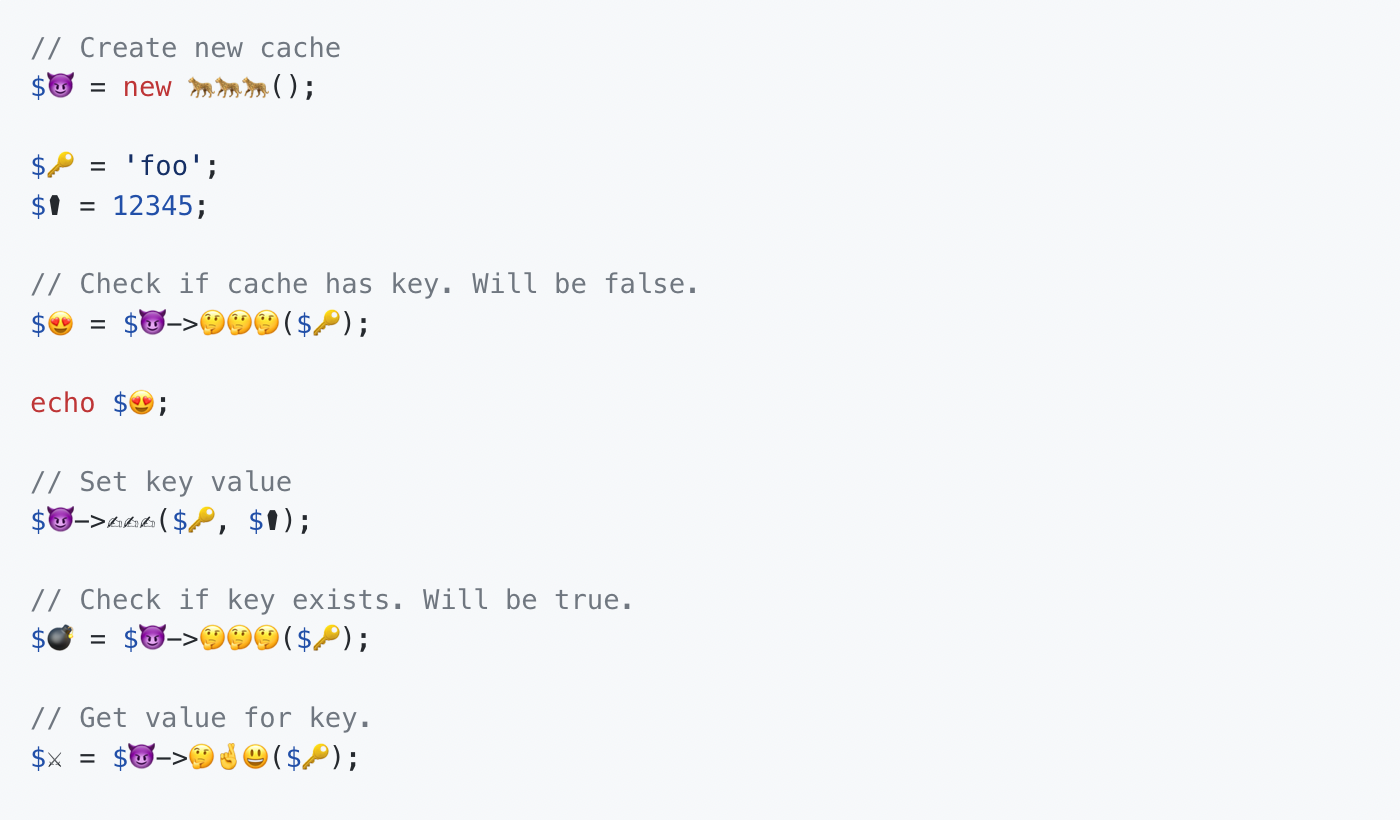 // Create new cache
$😈 = new 🐆🐆🐆();
$🔑 = 'foo';
$⚰ = 12345;
// Check if cache has key. Will be false.
$😍 = $😈->🤔🤔🤔($🔑);
echo $😍;
// Set key value
$😈->✍✍✍($🔑, $⚰);
// Check if key exists. Will be true.
$💣 = $😈->🤔🤔🤔($🔑);
// Get value for key.
$⚔ = $😈->🤔🤞😃($🔑);